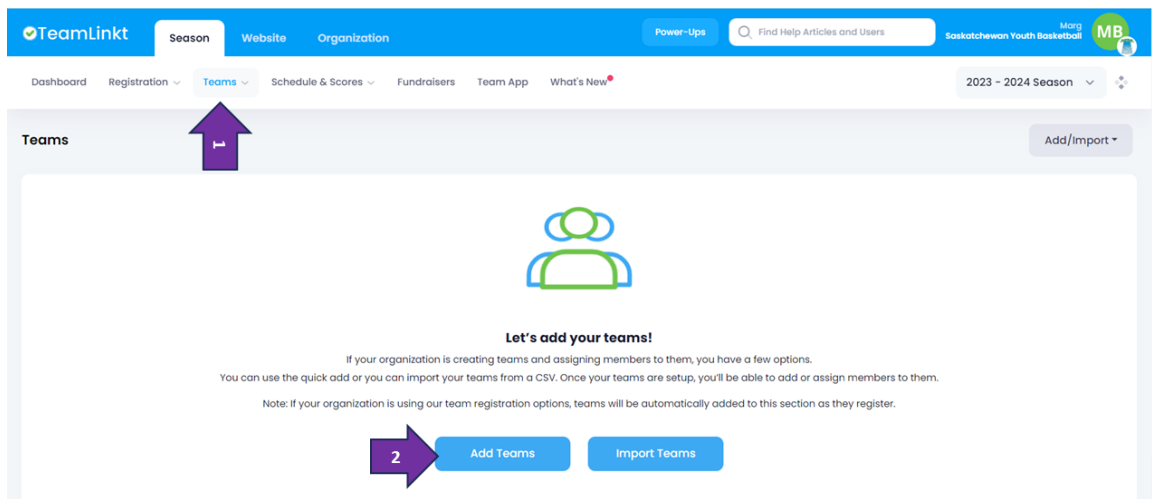 TeamLinkt
Season Website Organization
Power-Ups
Find Help Articles and Users
Marg
Saskatchewan Youth Basketball
MB
Dashboard Registration Teams Schedule & Scores Fundraisers Team App What's New
2023 - 2024 Season
1
Teams
Add/Import
Let's add your teams!
If your organization is creating teams and assigning members to them, you have a few options.
You can use the quick add or you can import your teams from a CSV. Once your teams are setup, you'll be able to add or assign members to them.
Note: If your organization is using our team registration options, teams will be automatically added to this section as they register.
2
Add Teams Import Teams